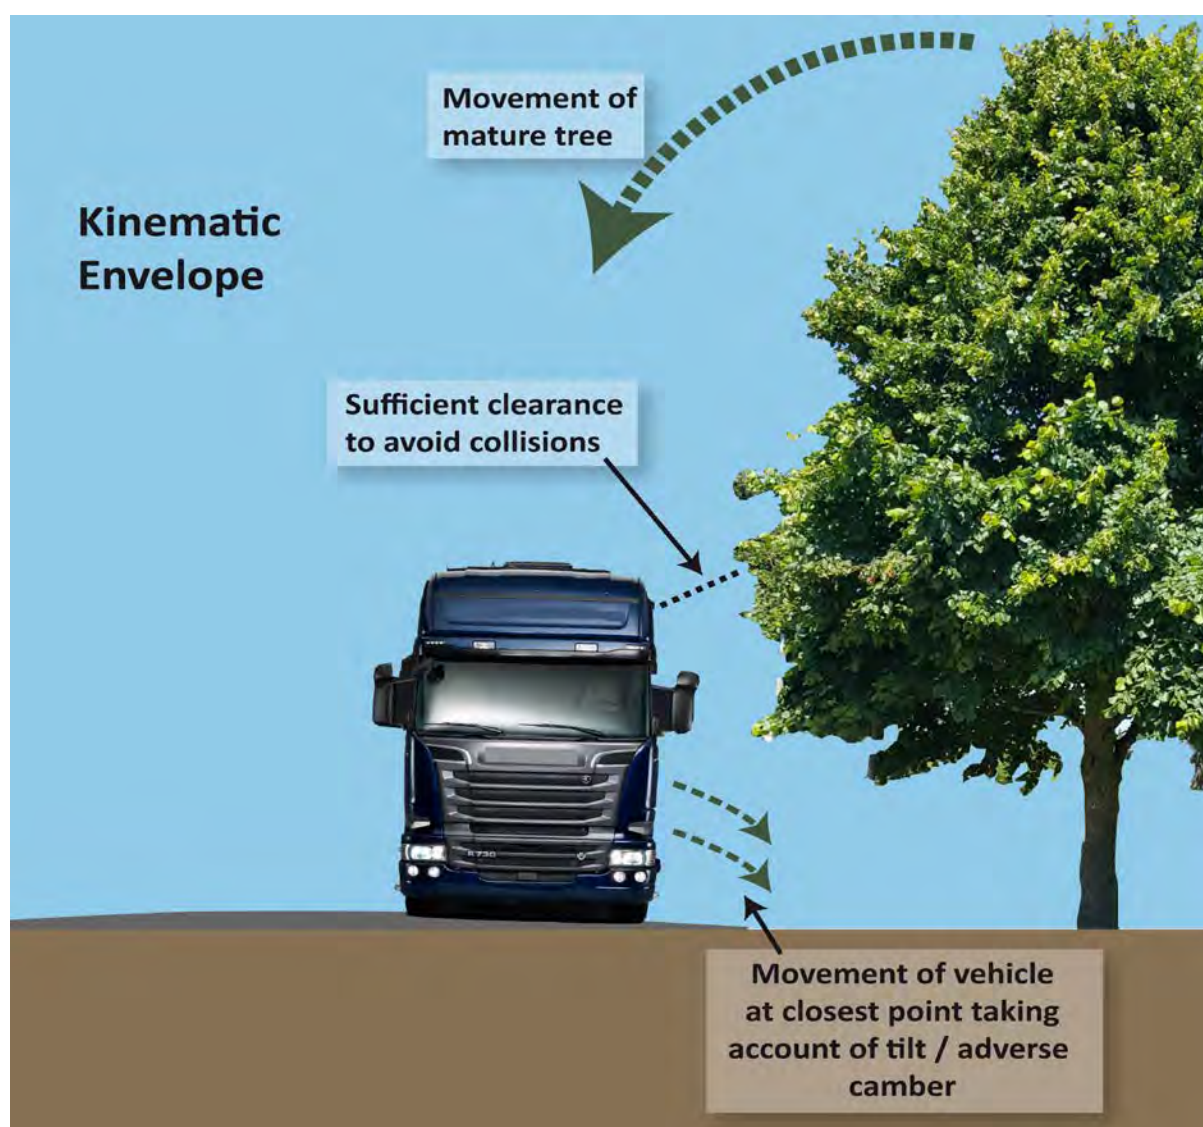 Movement of
mature tree
Kinematic
Envelope
Sufficient clearance
to avoid collisions
R730
Movement of vehicle
at closest point taking
account of tilt / adverse
camber